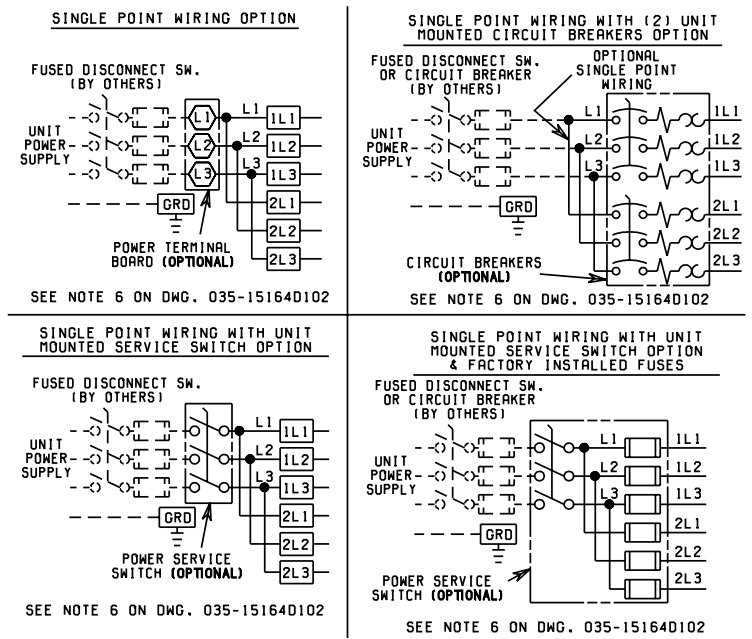 SINGLE POINT WIRING OPTION
FUSED DISCONNECT SW.
(BY OTHERS)
UNIT
POWER
SUPPLY
L1
L2
L3
L1
L2
L3
1L1
1L2
1L3
2L1
2L2
2L3
GRD
POWER TERMINAL
BOARD (OPTIONAL)
SEE NOTE 6 ON DWG. 035-15164D102
SINGLE POINT WIRING WITH (2) UNIT
MOUNTED CIRCUIT BREAKERS OPTION
FUSED DISCONNECT SW.
OR CIRCUIT BREAKER
(BY OTHERS)
OPTIONAL
SINGLE POINT
WIRING
UNIT
POWER
SUPPLY
L1
L2
L3
1L1
1L2
1L3
2L1
2L2
2L3
GRD
CIRCUIT BREAKERS
(OPTIONAL)
SEE NOTE 6 ON DWG. 035-15164D102
SINGLE POINT WIRING WITH UNIT
MOUNTED SERVICE SWITCH OPTION
FUSED DISCONNECT SW.
(BY OTHERS)
UNIT
POWER
SUPPLY
L1
L2
L3
1L1
1L2
1L3
2L1
2L2
2L3
GRD
POWER SERVICE
SWITCH (OPTIONAL)
SEE NOTE 6 ON DWG. 035-15164D102
SINGLE POINT WIRING WITH UNIT
MOUNTED SERVICE SWITCH OPTION
& FACTORY INSTALLED FUSES
FUSED DISCONNECT SW.
OR CIRCUIT BREAKER
(BY OTHERS)
UNIT
POWER
SUPPLY
L1
L2
L3
1L1
1L2
1L3
2L1
2L2
2L3
GRD
POWER SERVICE
SWITCH (OPTIONAL)
SEE NOTE 6 ON DWG. 035-15164D102